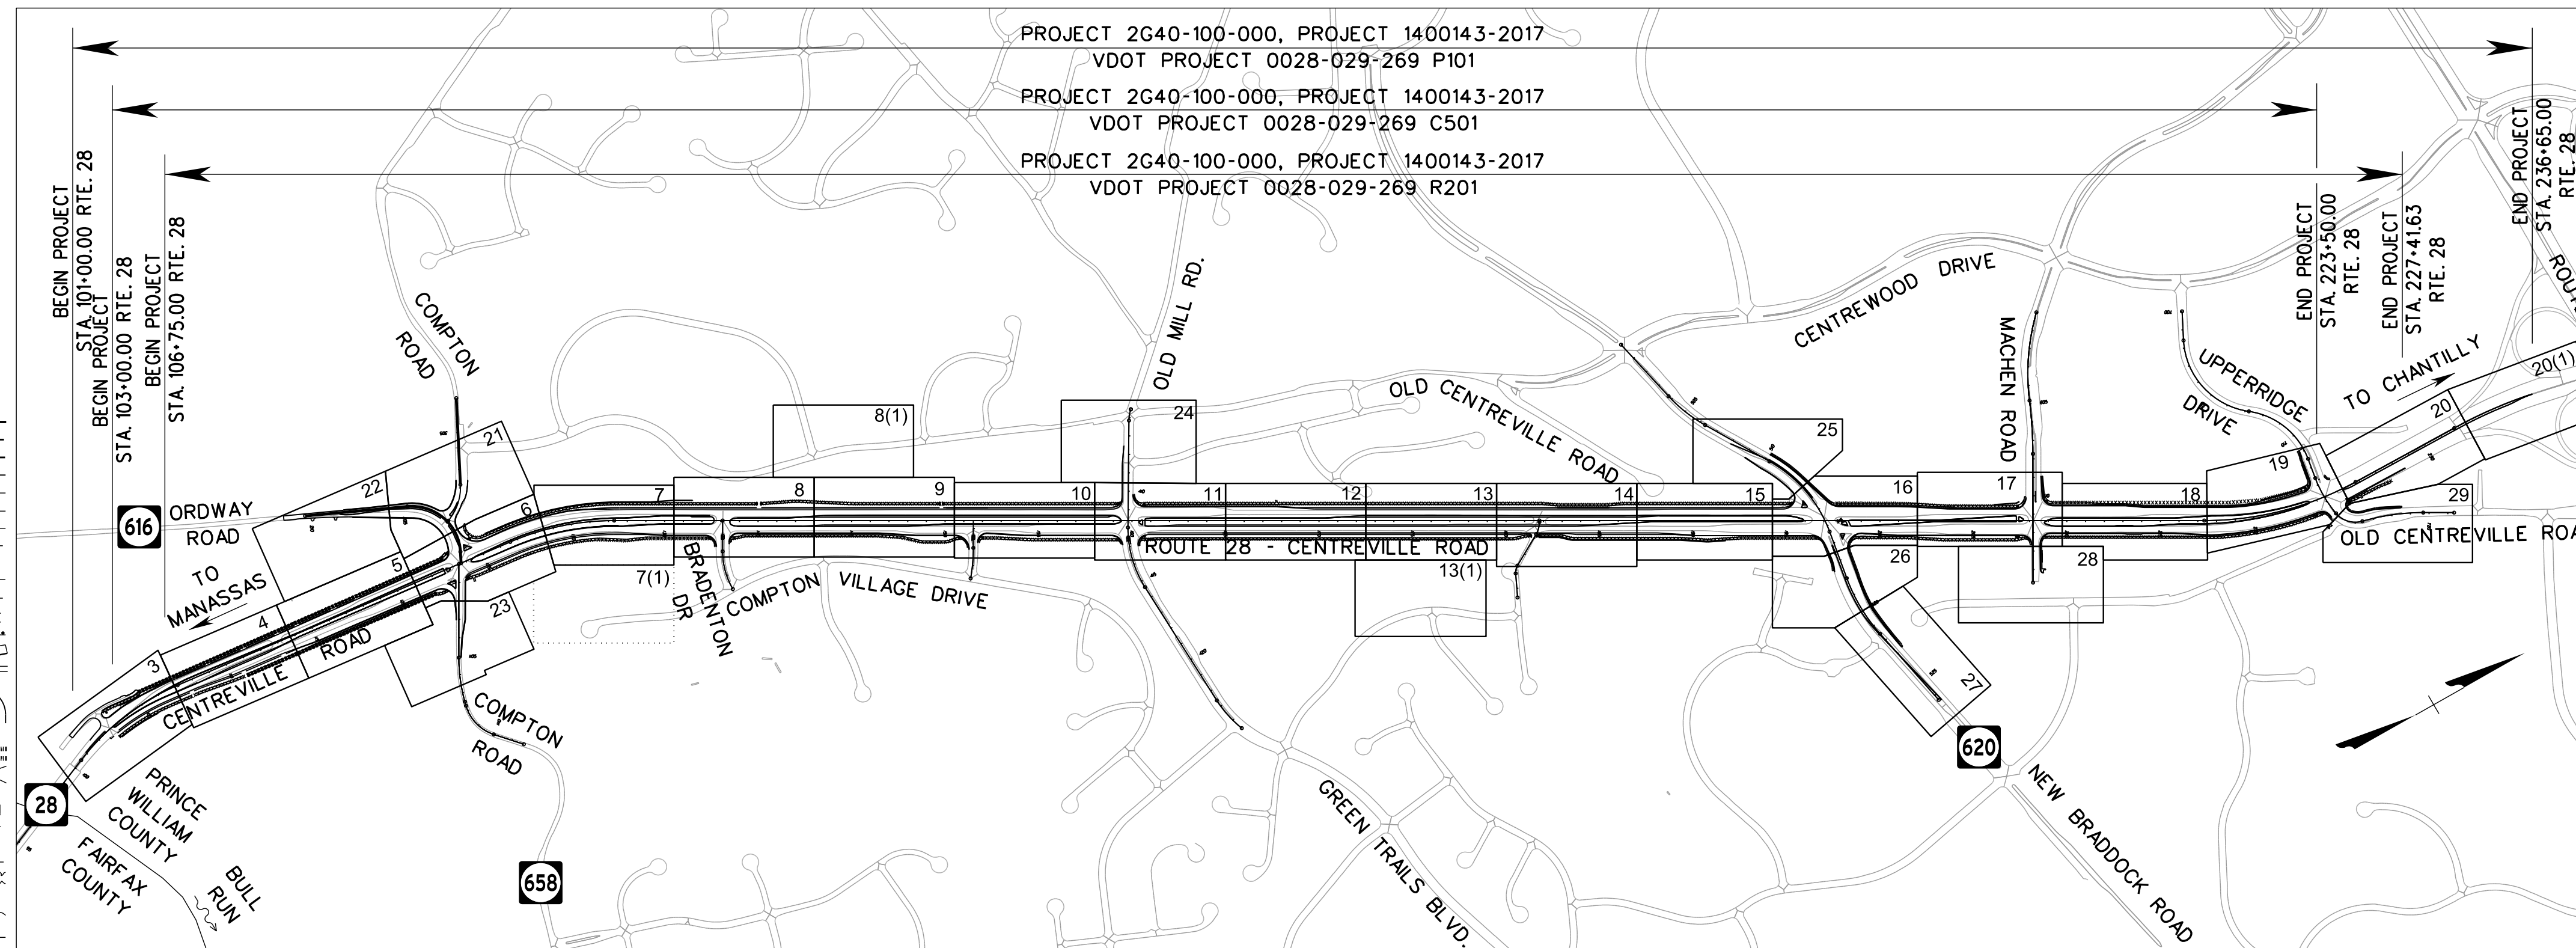 PROJECT 2G40-100-000, PROJECT 1400143-2017
VDOT PROJECT 0028-029-269 P101
PROJECT 2G40-100-000, PROJECT 1400143-2017
VDOT PROJECT 0028-029-269 C501
PROJECT 2G40-100-000, PROJECT 1400143-2017
VDOT PROJECT 0028-029-269 R201
BEGIN PROJECT
STA. 101+00.00 RTE. 28
BEGIN PROJECT
STA. 103+00.00 RTE. 28
BEGIN PROJECT
STA. 106+75.00 RTE. 28
END PROJECT
STA. 223+50.00
RTE. 28
END PROJECT
STA. 227+41.63
RTE. 28
END PROJECT
STA. 236+65.00
RTE. 28
COMPTON
ROAD
OLD MILL RD.
CENTREWOOD DRIVE
MACHEN ROAD
UPPERRIDGE
DRIVE
TO CHANTILLY
OLD CENTREVILLE ROAD
616
ORDWAY
ROAD
TO
MANASSAS
3
4
5
6
7
7(1)
8
8(1)
9
10
11
12
13
13(1)
14
15
16
17
18
19
20
20(1)
21
22
23
24
25
26
27
28
29
CENTREVILLE
ROAD
ROUTE 28 - CENTREVILLE ROAD
BRADENTON
DR
COMPTON VILLAGE DRIVE
COMPTON
ROAD
28
PRINCE
WILLIAM
COUNTY
FAIRFAX
COUNTY
BULL
RUN
658
GREEN TRAILS BLVD.
620
NEW BRADDOCK ROAD
OLD CENTREVILLE ROA
ROUT